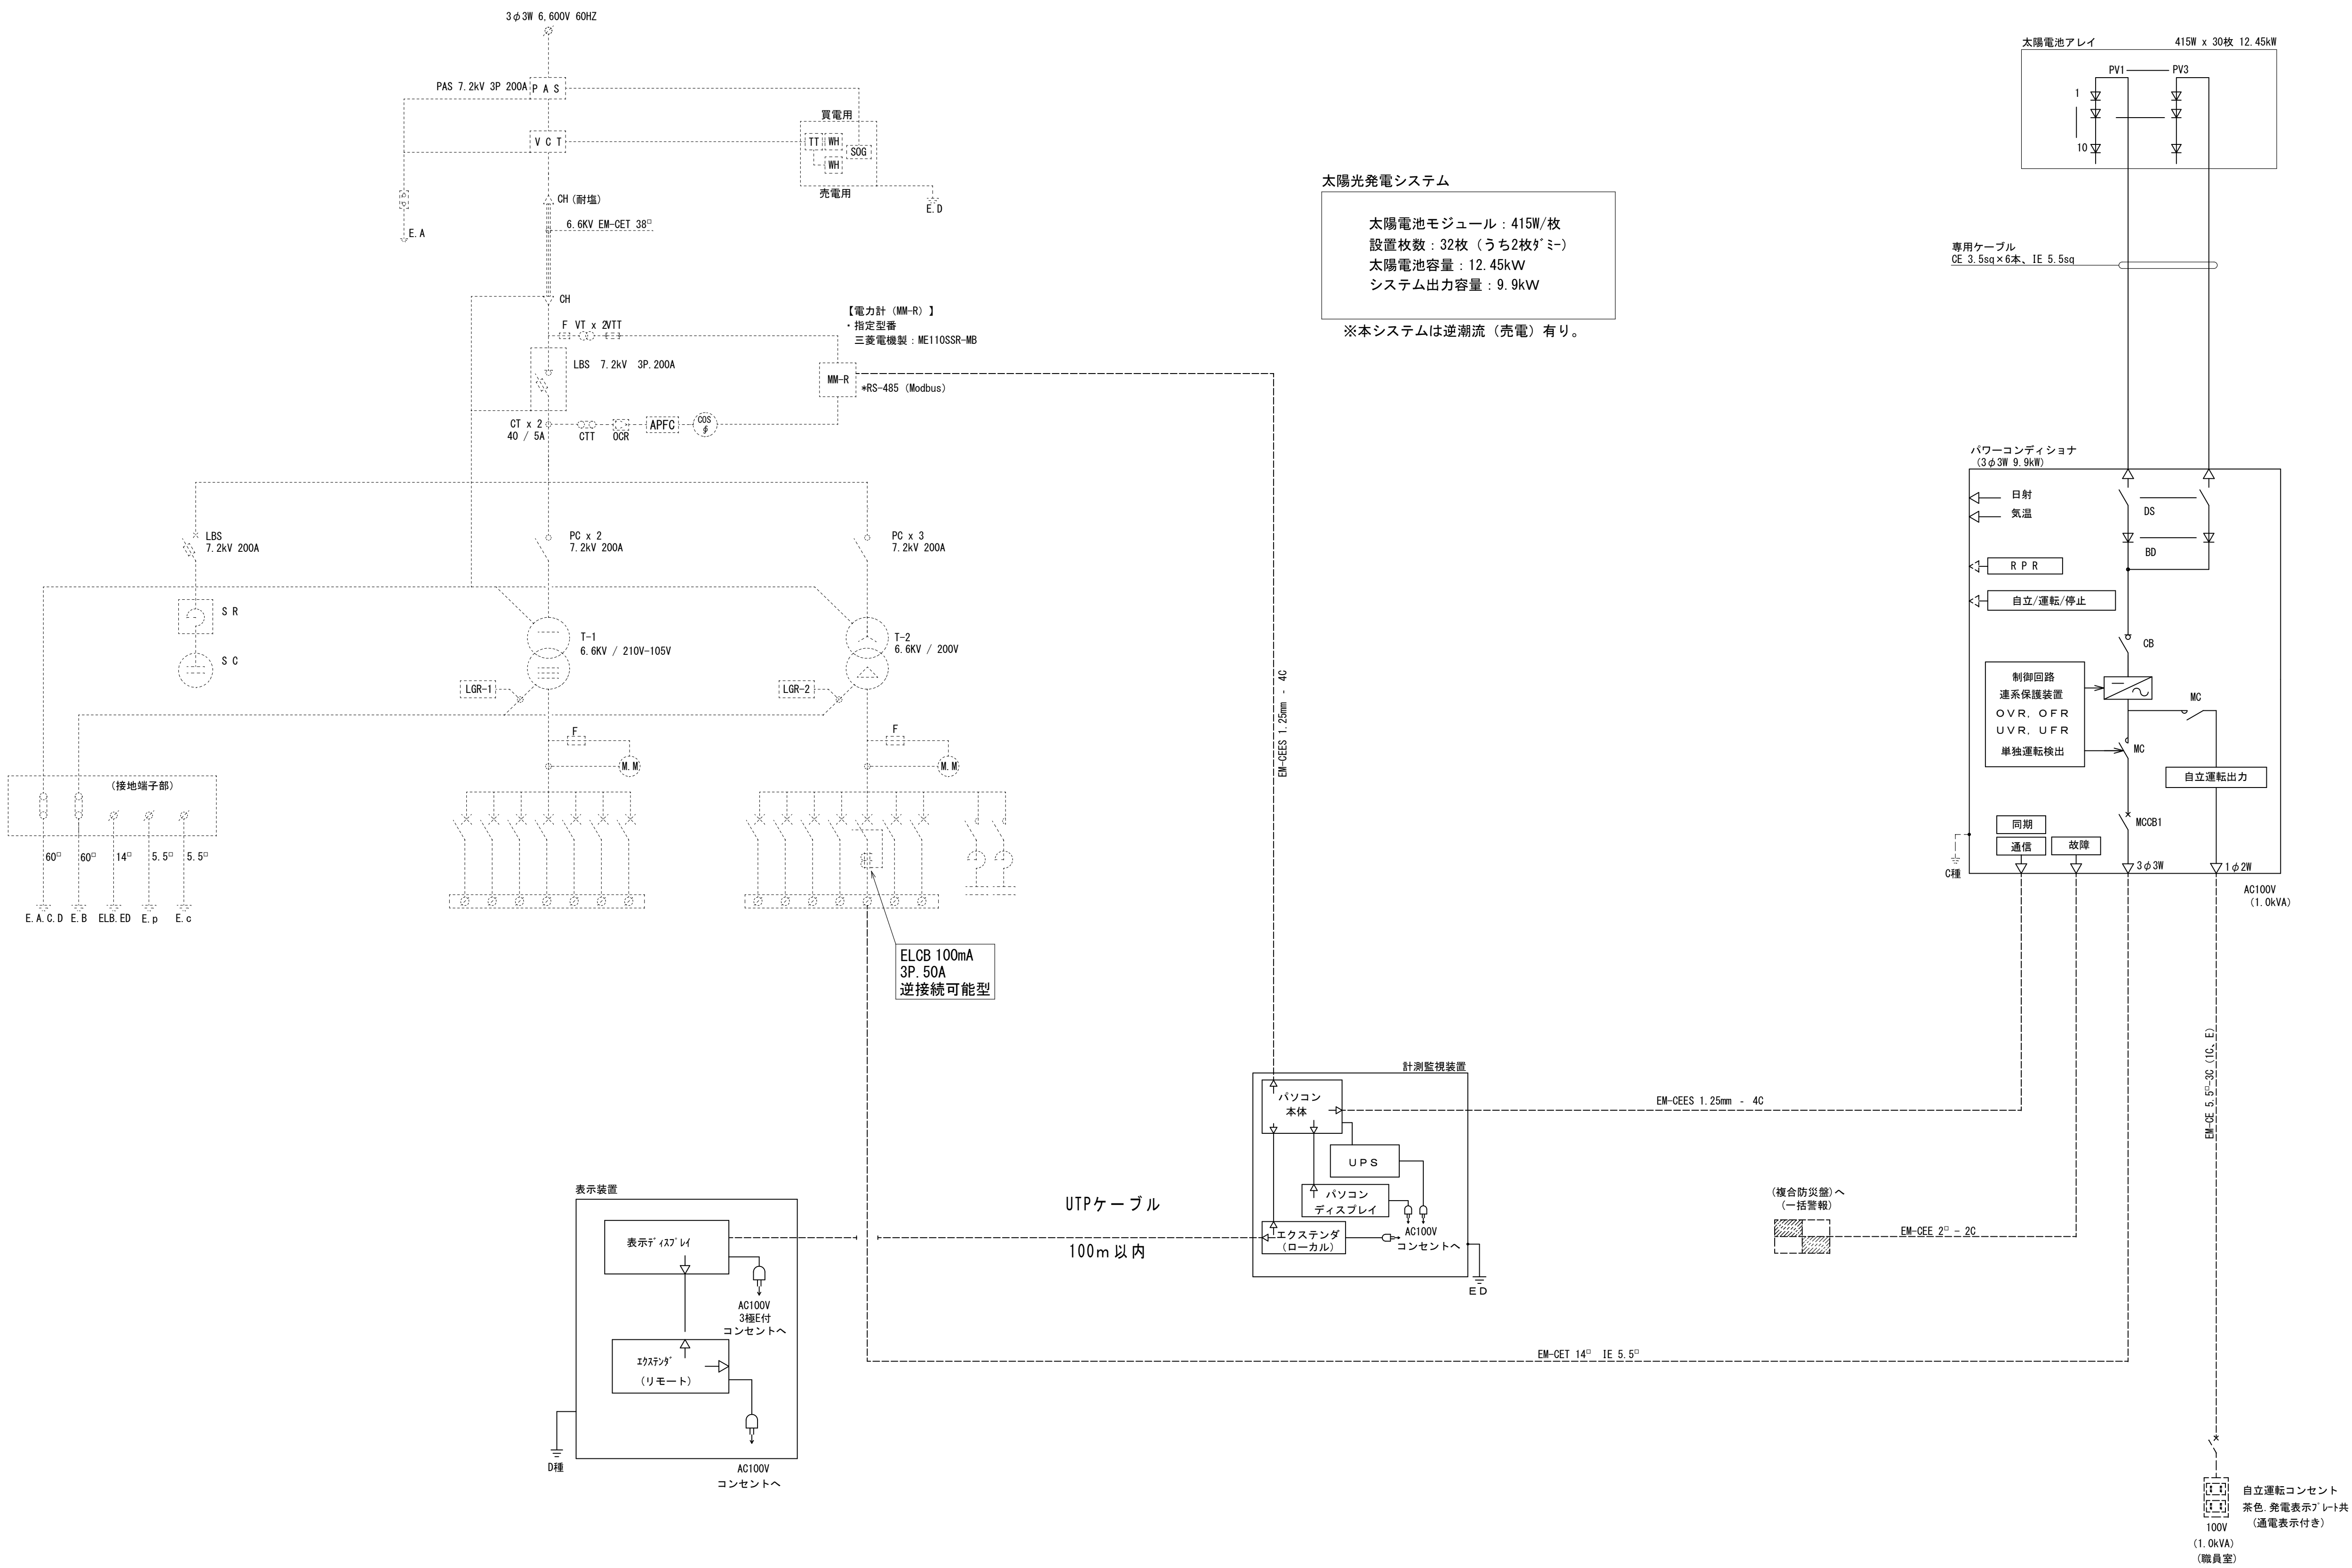 3φ3W 6,600V 60HZ
PAS 7.2kV 3P 200A
P A S
V C T
買電用
TT
WH
SOG
WH
売電用
E.D
E.A
CH(耐塩)
6.6KV EM-CET 38□
CH
F VT x 2VTT
LBS 7.2kV 3P.200A
【電力計（MM-R）】
・指定型番
三菱電機製：ME110SSR-MB
MM-R
*RS-485（Modbus）
CT x 2
40 / 5A
CTT
OCR
APFC
COS
φ
LBS
7.2kV 200A
PC x 2
7.2kV 200A
PC x 3
7.2kV 200A
S R
S C
T-1
6.6KV / 210V-105V
T-2
6.6KV / 200V
LGR-1
LGR-2
F
M.M
F
M.M
(接地端子部)
60□
60□
14□
5.5□
5.5□
E.A.C.D
E.B
ELB.ED
E.p
E.c
ELCB 100mA
3P.50A
逆接続可能型
太陽光発電システム
太陽電池モジュール：415W/枚
設置枚数：32枚（うち2枚ﾀﾞﾐｰ）
太陽電池容量：12.45kW
システム出力容量：9.9kW
※本システムは逆潮流（売電）有り。
太陽電池アレイ
415W x 30枚 12.45kW
PV1
PV3
1
10
専用ケーブル
CE 3.5sq×6本、IE 5.5sq
パワーコンディショナ
(3φ3W 9.9kW)
日射
気温
DS
BD
R P R
自立/運転/停止
CB
制御回路
連系保護装置
OVR, OFR
UVR, UFR
単独運転検出
MC
MC
自立運転出力
MCCB1
同期
通信
故障
3φ3W
1φ2W
C種
AC100V
(1.0kVA)
EM-CEES 1.25mm - 4C
計測監視装置
パソコン
本体
UPS
パソコン
ディスプレイ
エクステンダ
(ローカル)
AC100V
コンセントへ
ED
EM-CEES 1.25mm - 4C
EM-CE 5.5□-3C (1C、E)
(複合防災盤)へ
(一括警報)
EM-CEE 2□ - 2C
EM-CET 14□ IE 5.5□
UTPケーブル
100m以内
表示装置
表示ﾃﾞｨｽﾌﾟﾚｲ
AC100V
3極E付
コンセントへ
ｴｸｽﾃﾝﾀﾞ
(リモート)
AC100V
コンセントへ
D種
自立運転コンセント
茶色.発電表示ﾌﾟﾚｰﾄ共
(通電表示付き)
100V
(1.0kVA)
(職員室)